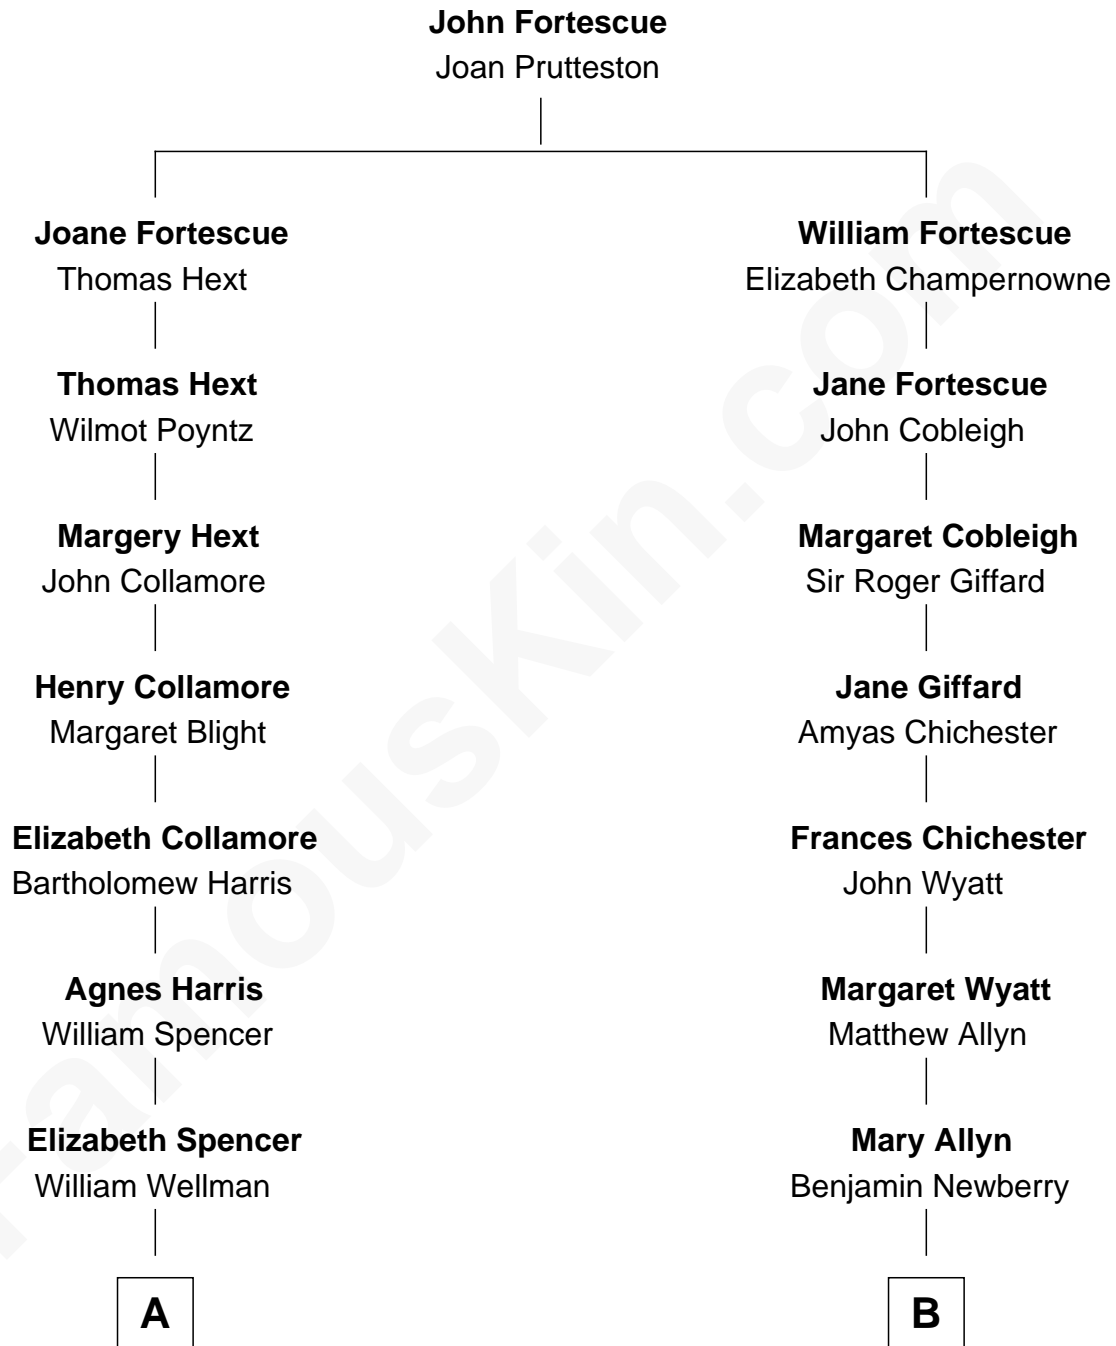 John Fortescue
Joan Prutteston
Joane Fortescue
Thomas Hext
William Fortescue
Elizabeth Champernowne
Thomas Hext
Wilmot Poyntz
Jane Fortescue
John Cobleigh
Margery Hext
John Collamore
Margaret Cobleigh
Sir Roger Giffard
Henry Collamore
Margaret Blight
Jane Giffard
Amyas Chichester
Elizabeth Collamore
Bartholomew Harris
Frances Chichester
John Wyatt
Agnes Harris
William Spencer
Margaret Wyatt
Matthew Allyn
Elizabeth Spencer
William Wellman
Mary Allyn
Benjamin Newberry
A
B
FamousKin.com